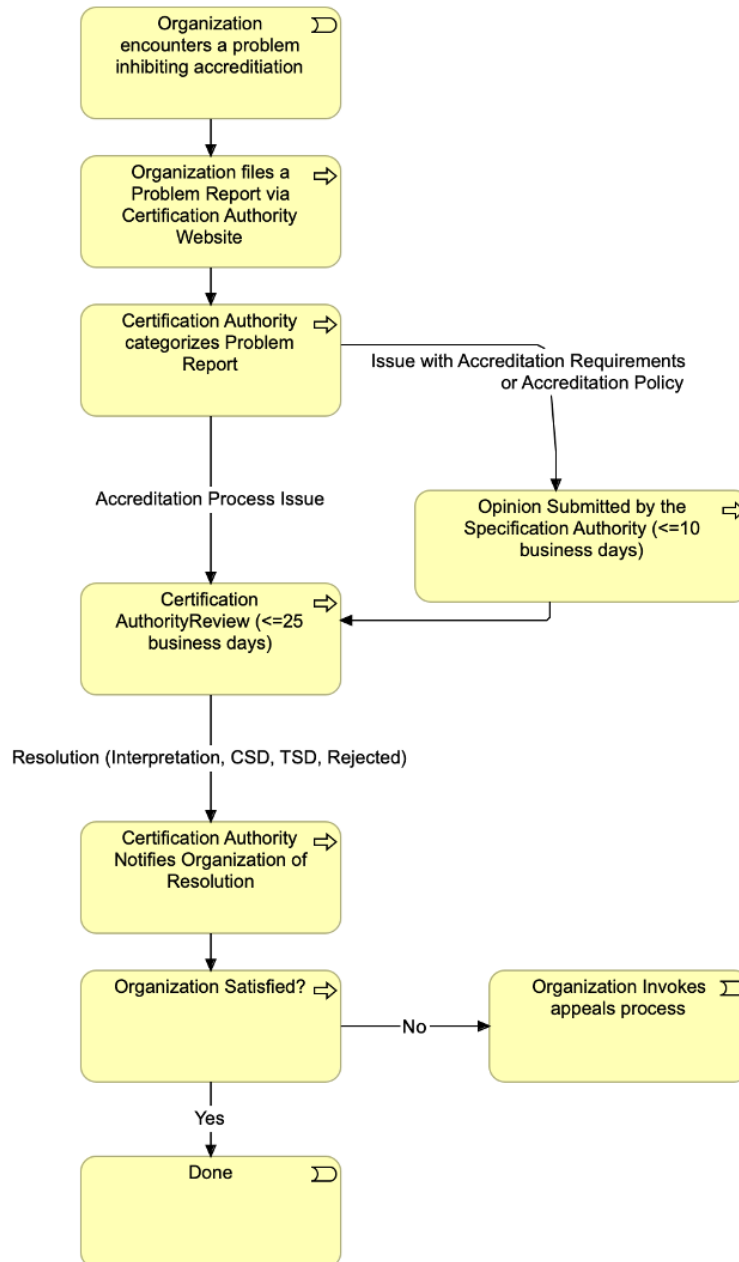 Organization
encounters a problem
inhibiting accreditiation
Organization files a
Problem Report via
Certification Authority
Website
Certification Authority
categorizes Problem
Report
Issue with Accreditation Requirements
or Accreditation Policy
Accreditation Process Issue
Opinion Submitted by the
Specification Authority (<=10
business days)
Certification
AuthorityReview (<=25
business days)
Resolution (Interpretation, CSD, TSD, Rejected)
Certification Authority
Notifies Organization of
Resolution
Organization Satisfied?
No
Organization Invokes
appeals process
Yes
Done